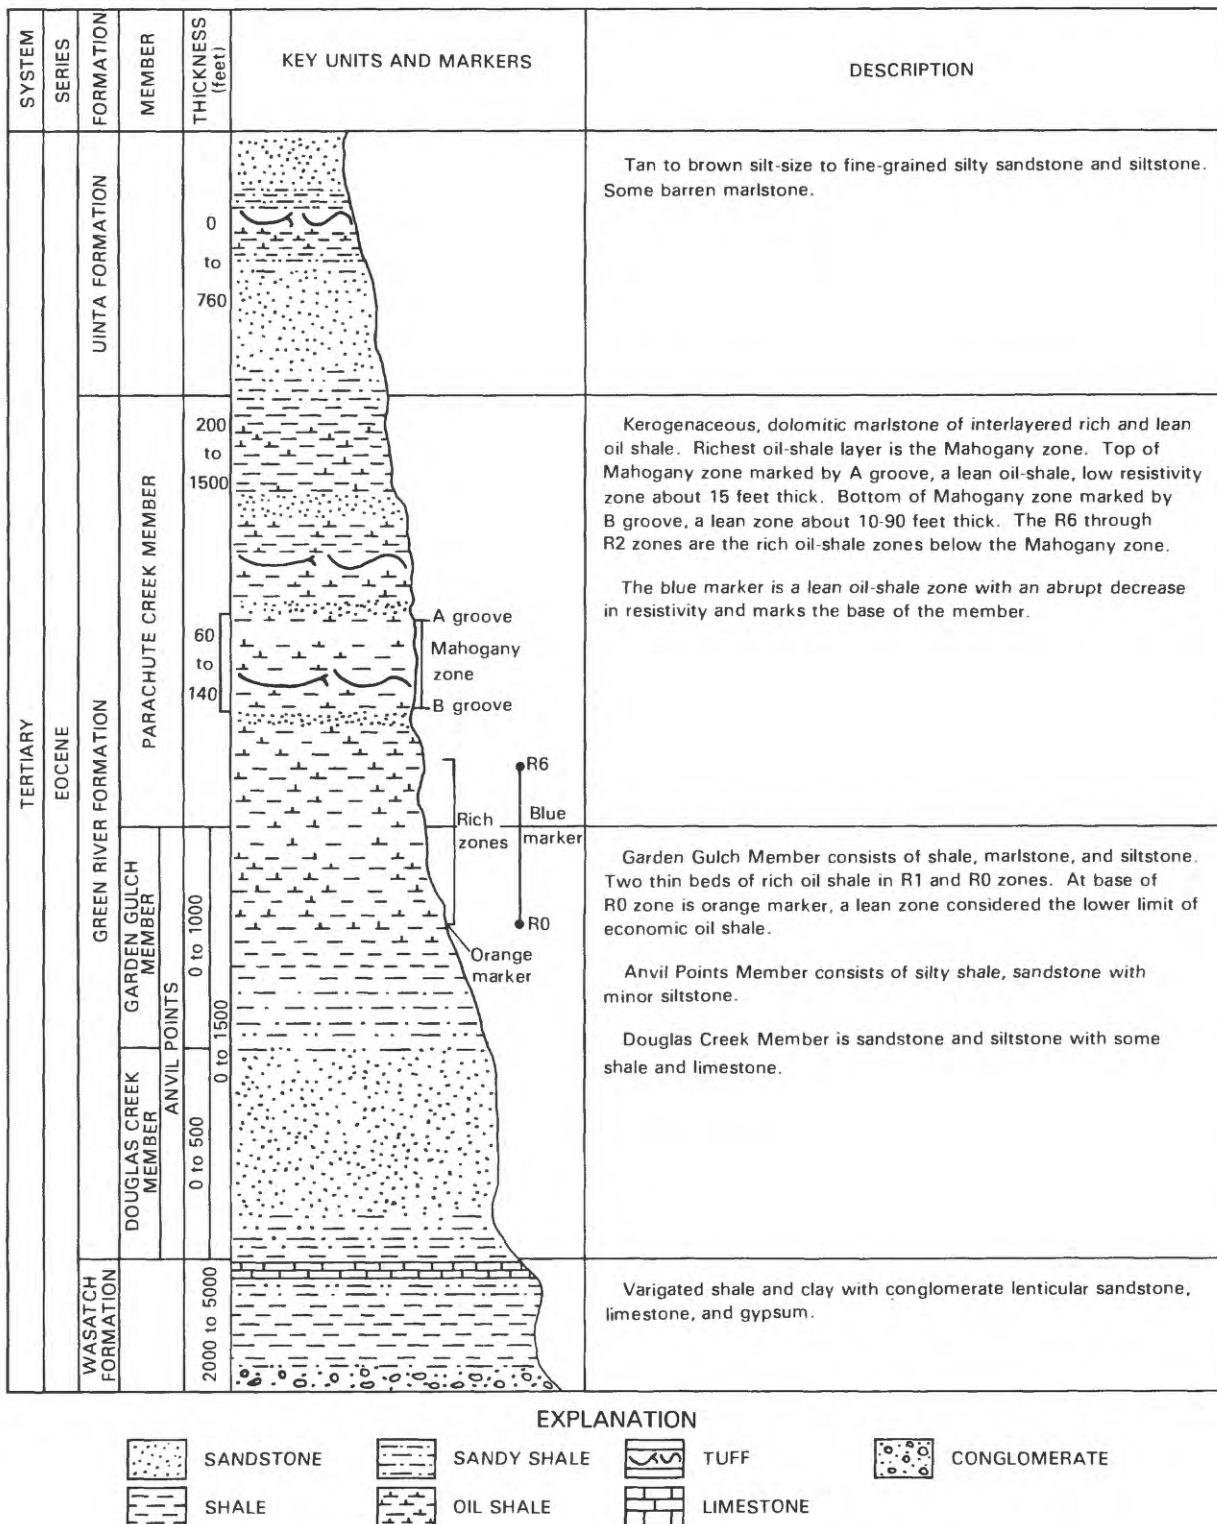 SYSTEM
SERIES
FORMATION
MEMBER
THICKNESS
(feet)
KEY UNITS AND MARKERS
DESCRIPTION
TERTIARY
EOCENE
UINTA FORMATION
0
to
760
Tan to brown silt-size to fine-grained silty sandstone and siltstone.
Some barren marlstone.
GREEN RIVER FORMATION
PARACHUTE CREEK MEMBER
200
to
1500
60
to
140
A groove
Mahogany
zone
B groove
R6
Rich
zones
Blue
marker
R0
Orange
marker
Kerogenaceous, dolomitic marlstone of interlayered rich and lean
oil shale. Richest oil-shale layer is the Mahogany zone. Top of
Mahogany zone marked by A groove, a lean oil-shale, low resistivity
zone about 15 feet thick. Bottom of Mahogany zone marked by
B groove, a lean zone about 10-90 feet thick. The R6 through
R2 zones are the rich oil-shale zones below the Mahogany zone.
The blue marker is a lean oil-shale zone with an abrupt decrease
in resistivity and marks the base of the member.
GARDEN GULCH
MEMBER
ANVIL POINTS
0 to 1000
0 to 1500
DOUGLAS CREEK
MEMBER
0 to 500
Garden Gulch Member consists of shale, marlstone, and siltstone.
Two thin beds of rich oil shale in R1 and R0 zones. At base of
R0 zone is orange marker, a lean zone considered the lower limit of
economic oil shale.
Anvil Points Member consists of silty shale, sandstone with
minor siltstone.
Douglas Creek Member is sandstone and siltstone with some
shale and limestone.
WASATCH
FORMATION
2000 to 5000
Varigated shale and clay with conglomerate lenticular sandstone,
limestone, and gypsum.
EXPLANATION
SANDSTONE
SANDY SHALE
TUFF
CONGLOMERATE
SHALE
OIL SHALE
LIMESTONE